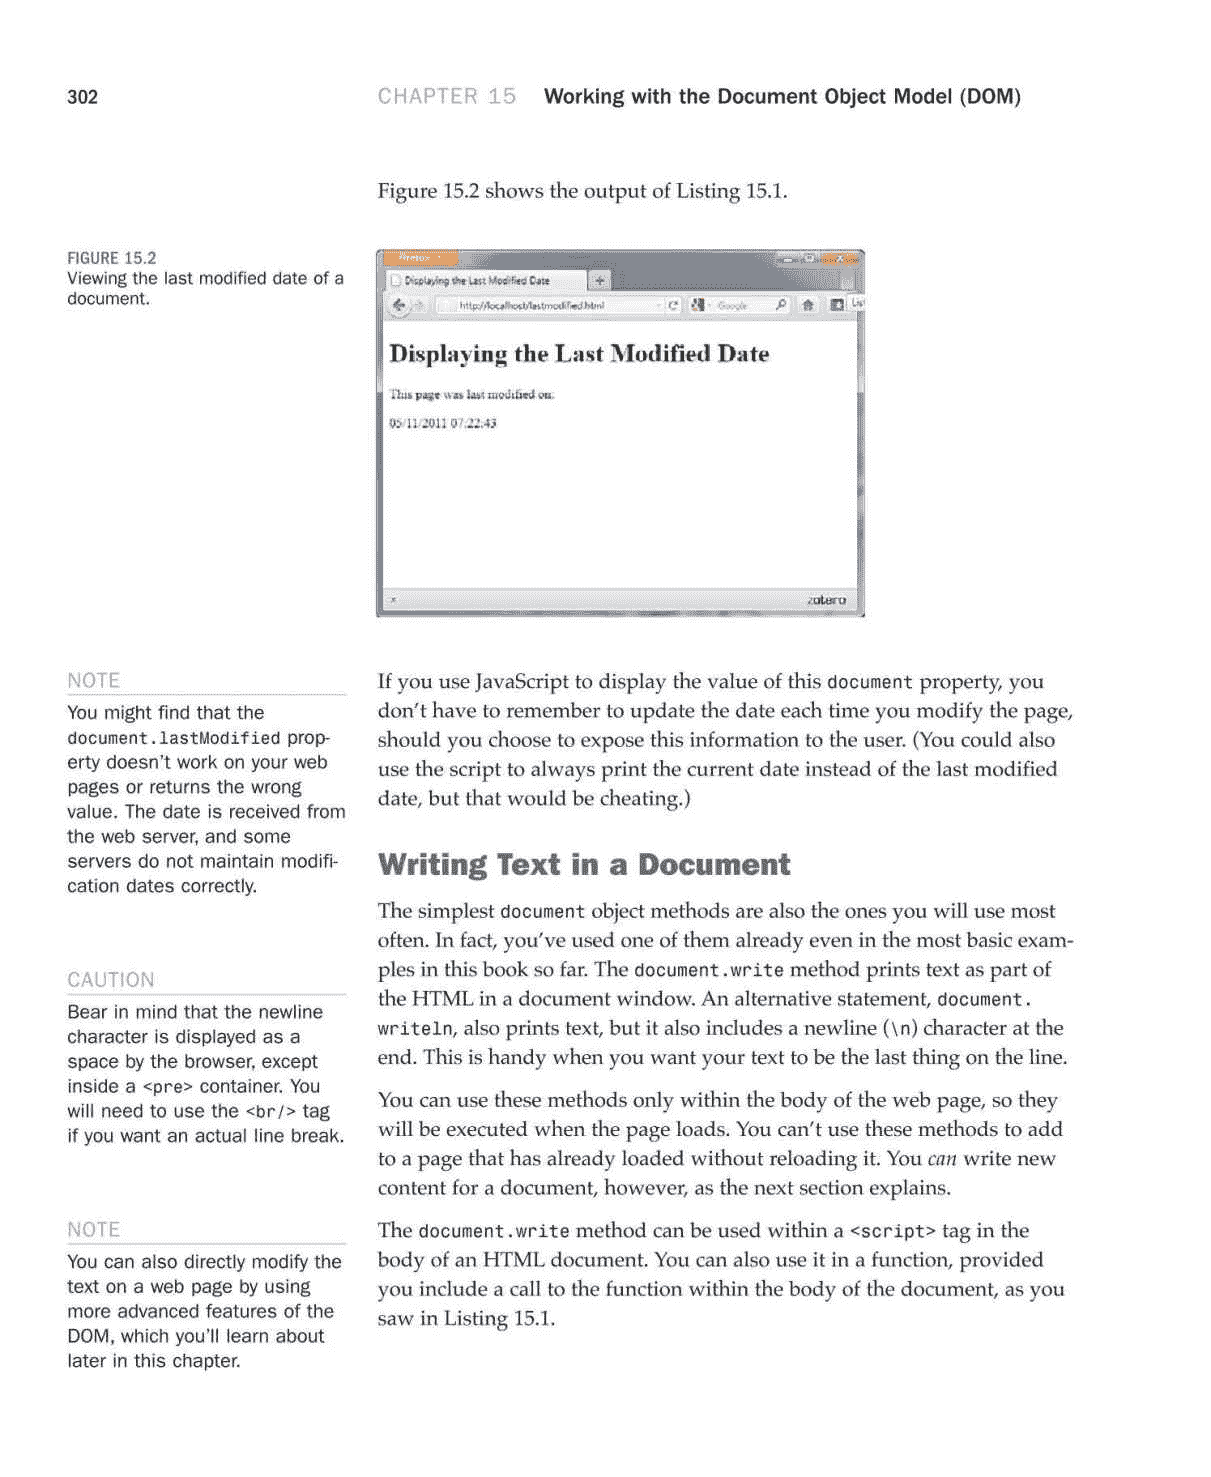 302
CHAPTER 15 Working with the Document Object Model (DOM)
Figure 15.2 shows the output of Listing 15.1.
FIGURE 15.2
Viewing the last modified date of a
document.
Firefox
Displaying the Last Modified Date
http://localhost/lastmodified.html
Google
Displaying the Last Modified Date
This page was last modified on:
05/11/2011 07:22:43
x
zotero
NOTE
You might find that the
document.lastModified prop-
erty doesn't work on your web
pages or returns the wrong
value. The date is received from
the web server, and some
servers do not maintain modifi-
cation dates correctly.
If you use JavaScript to display the value of this document property, you
don't have to remember to update the date each time you modify the page,
should you choose to expose this information to the user. (You could also
use the script to always print the current date instead of the last modified
date, but that would be cheating.)
Writing Text in a Document
The simplest document object methods are also the ones you will use most
often. In fact, you've used one of them already even in the most basic exam-
ples in this book so far. The document.write method prints text as part of
the HTML in a document window. An alternative statement, document.
writeln, also prints text, but it also includes a newline (\n) character at the
end. This is handy when you want your text to be the last thing on the line.
CAUTION
Bear in mind that the newline
character is displayed as a
space by the browser, except
inside a <pre> container. You
will need to use the <br/> tag
if you want an actual line break.
You can use these methods only within the body of the web page, so they
will be executed when the page loads. You can't use these methods to add
to a page that has already loaded without reloading it. You can write new
content for a document, however, as the next section explains.
NOTE
You can also directly modify the
text on a web page by using
more advanced features of the
DOM, which you'll learn about
later in this chapter.
The document.write method can be used within a <script> tag in the
body of an HTML document. You can also use it in a function, provided
you include a call to the function within the body of the document, as you
saw in Listing 15.1.